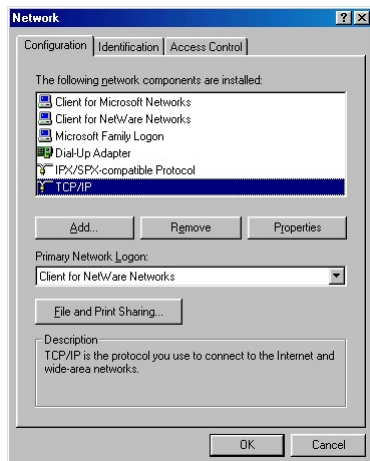 Network
Configuration Identification Access Control
The following network components are installed:
Client for Microsoft Networks
Client for NetWare Networks
Microsoft Family Logon
Dial-Up Adapter
IPX/SPX-compatible Protocol
TCP/IP
Add... Remove Properties
Primary Network Logon:
Client for NetWare Networks
File and Print Sharing...
Description
TCP/IP is the protocol you use to connect to the Internet and
wide-area networks.
OK Cancel